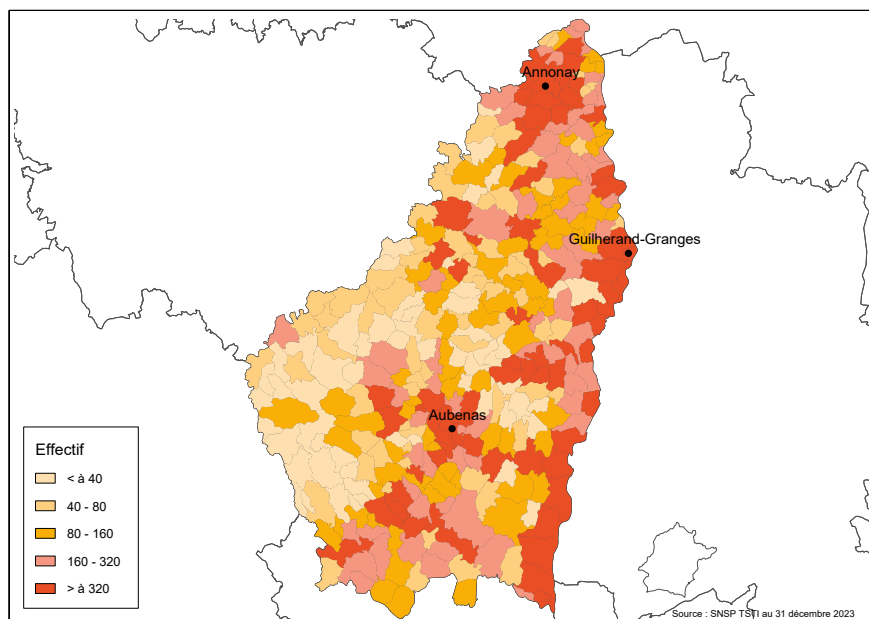 Annonay
Guilherand-Granges
Aubenas
Effectif
< à 40
40 - 80
80 - 160
160 - 320
> à 320
Source : SNSP TSTI au 31 décembre 2023